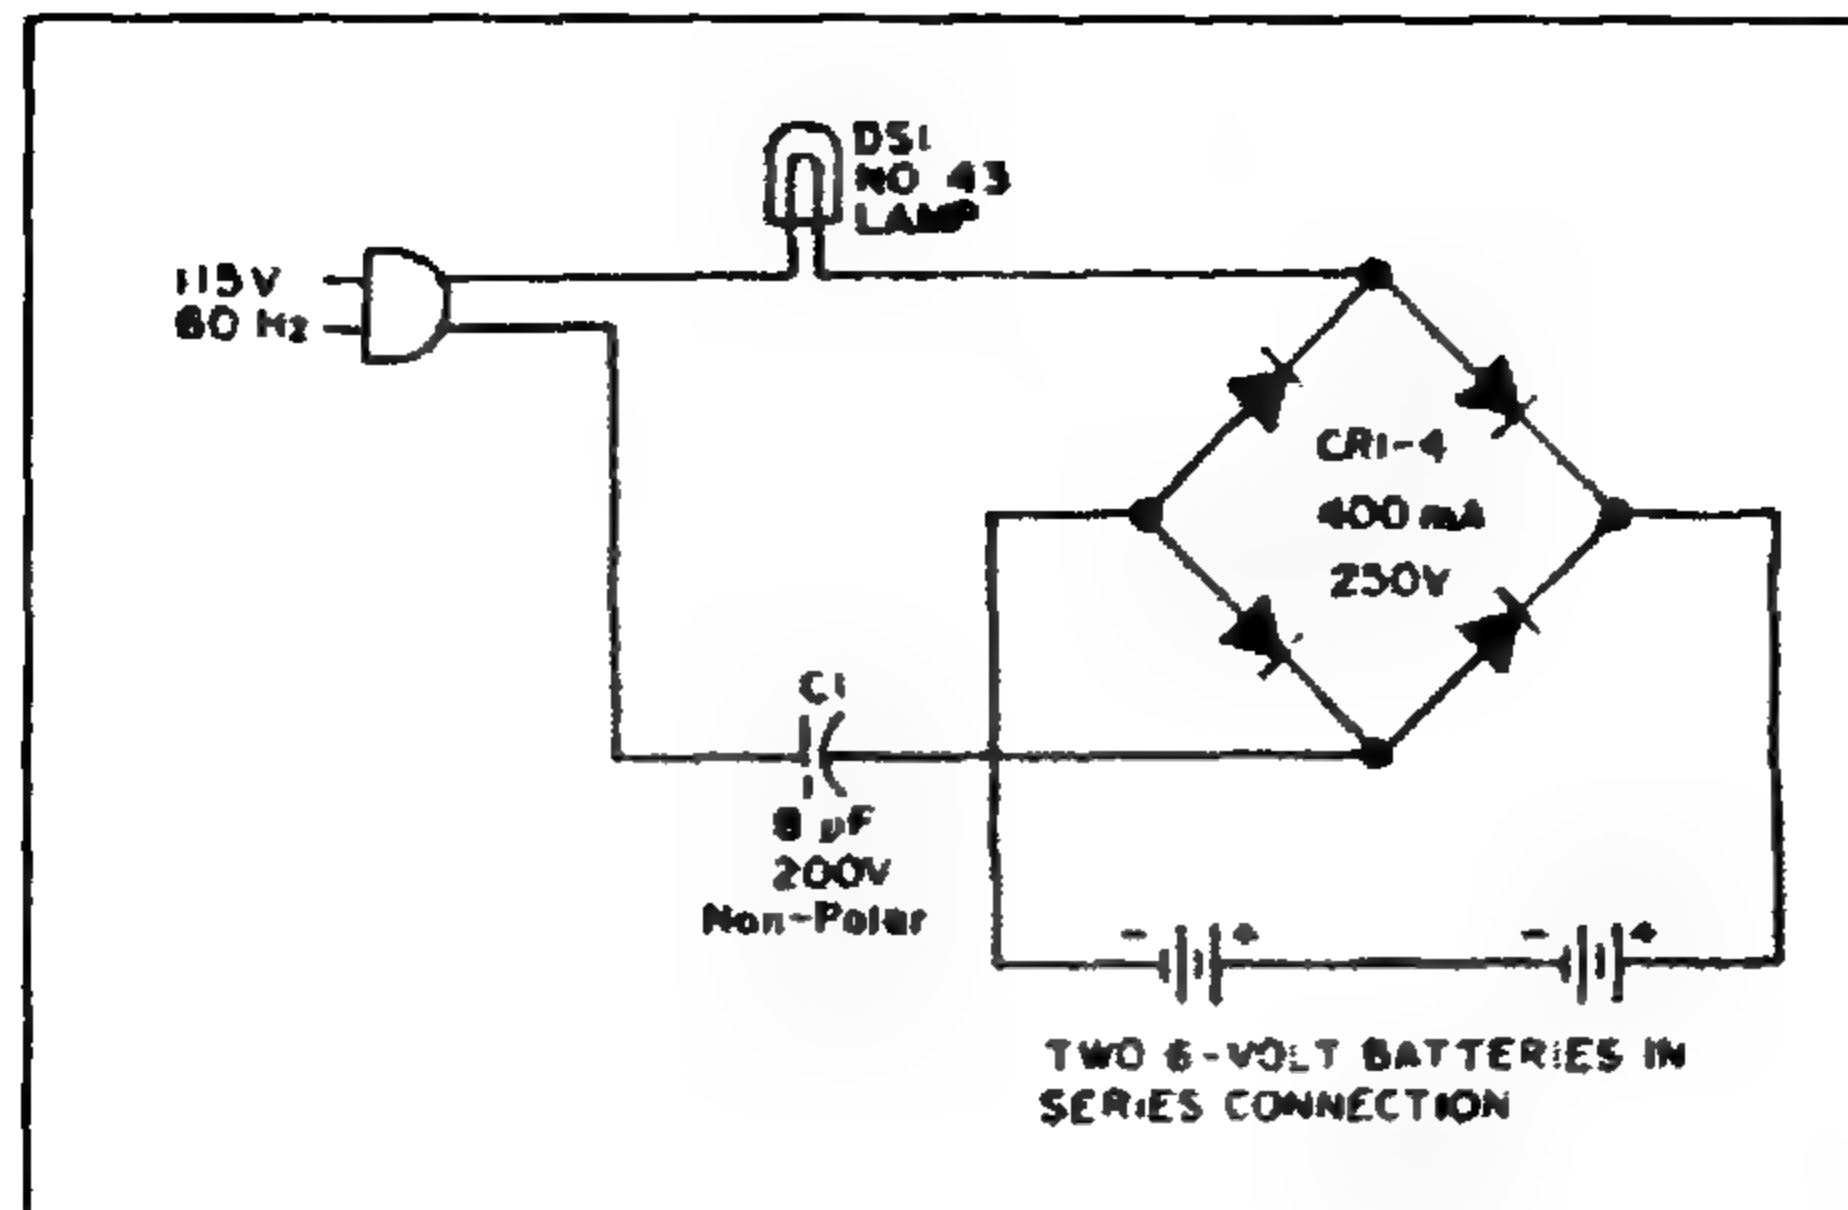 DS1
NO 43
LAMP
115V
60 Hz
CR1-4
400 mA
250V
C1
8 µF
200V
Non-Polar
- +
- +
TWO 6-VOLT BATTERIES IN
SERIES CONNECTION